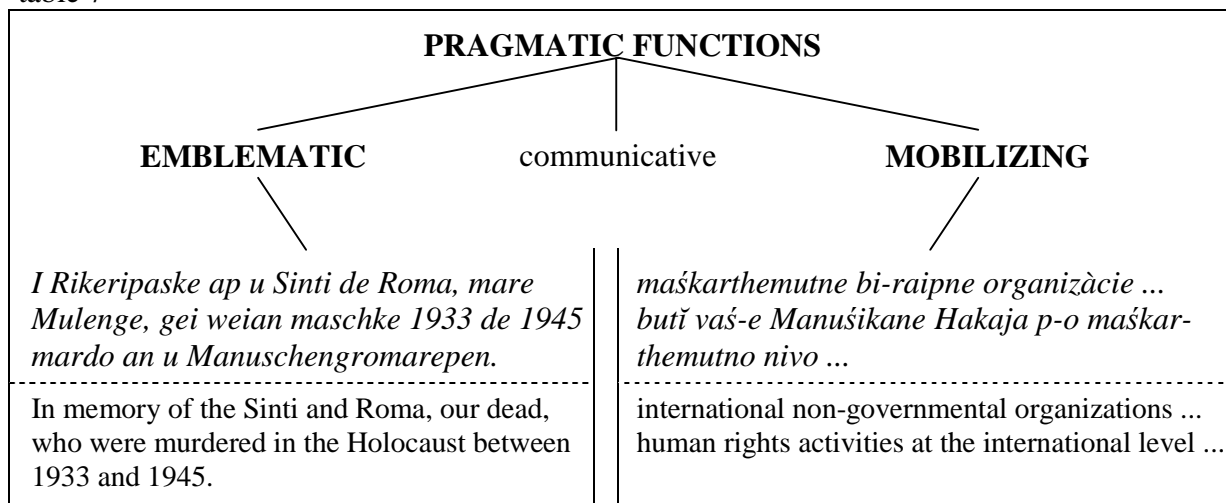 PRAGMATIC FUNCTIONS
EMBLEMATIC communicative MOBILIZING
I Rikeripaske ap u Sinti de Roma, mare
Mulenge, gei weian maschke 1933 de 1945
mardo an u Manuschengromarepen.
In memory of the Sinti and Roma, our dead,
who were murdered in the Holocaust between
1933 and 1945.
maśkarthemutne bi-raipne organizàcie ...
butĭ vaś-e Manuśikane Hakaja p-o maśkar-
themutno nivo ...
international non-governmental organizations ...
human rights activities at the international level ...